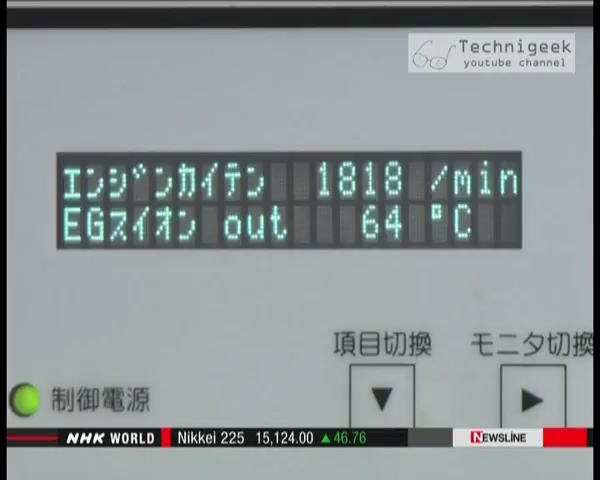 Technigeek
youtube channel
エンジンカイテン 1818 /min
EGスイオン out 64 °C
項目切換 モニタ切換
▼ ▶
制御電源
NHK WORLD Nikkei 225 15,124.00 ▲46.76 NEWSLINE